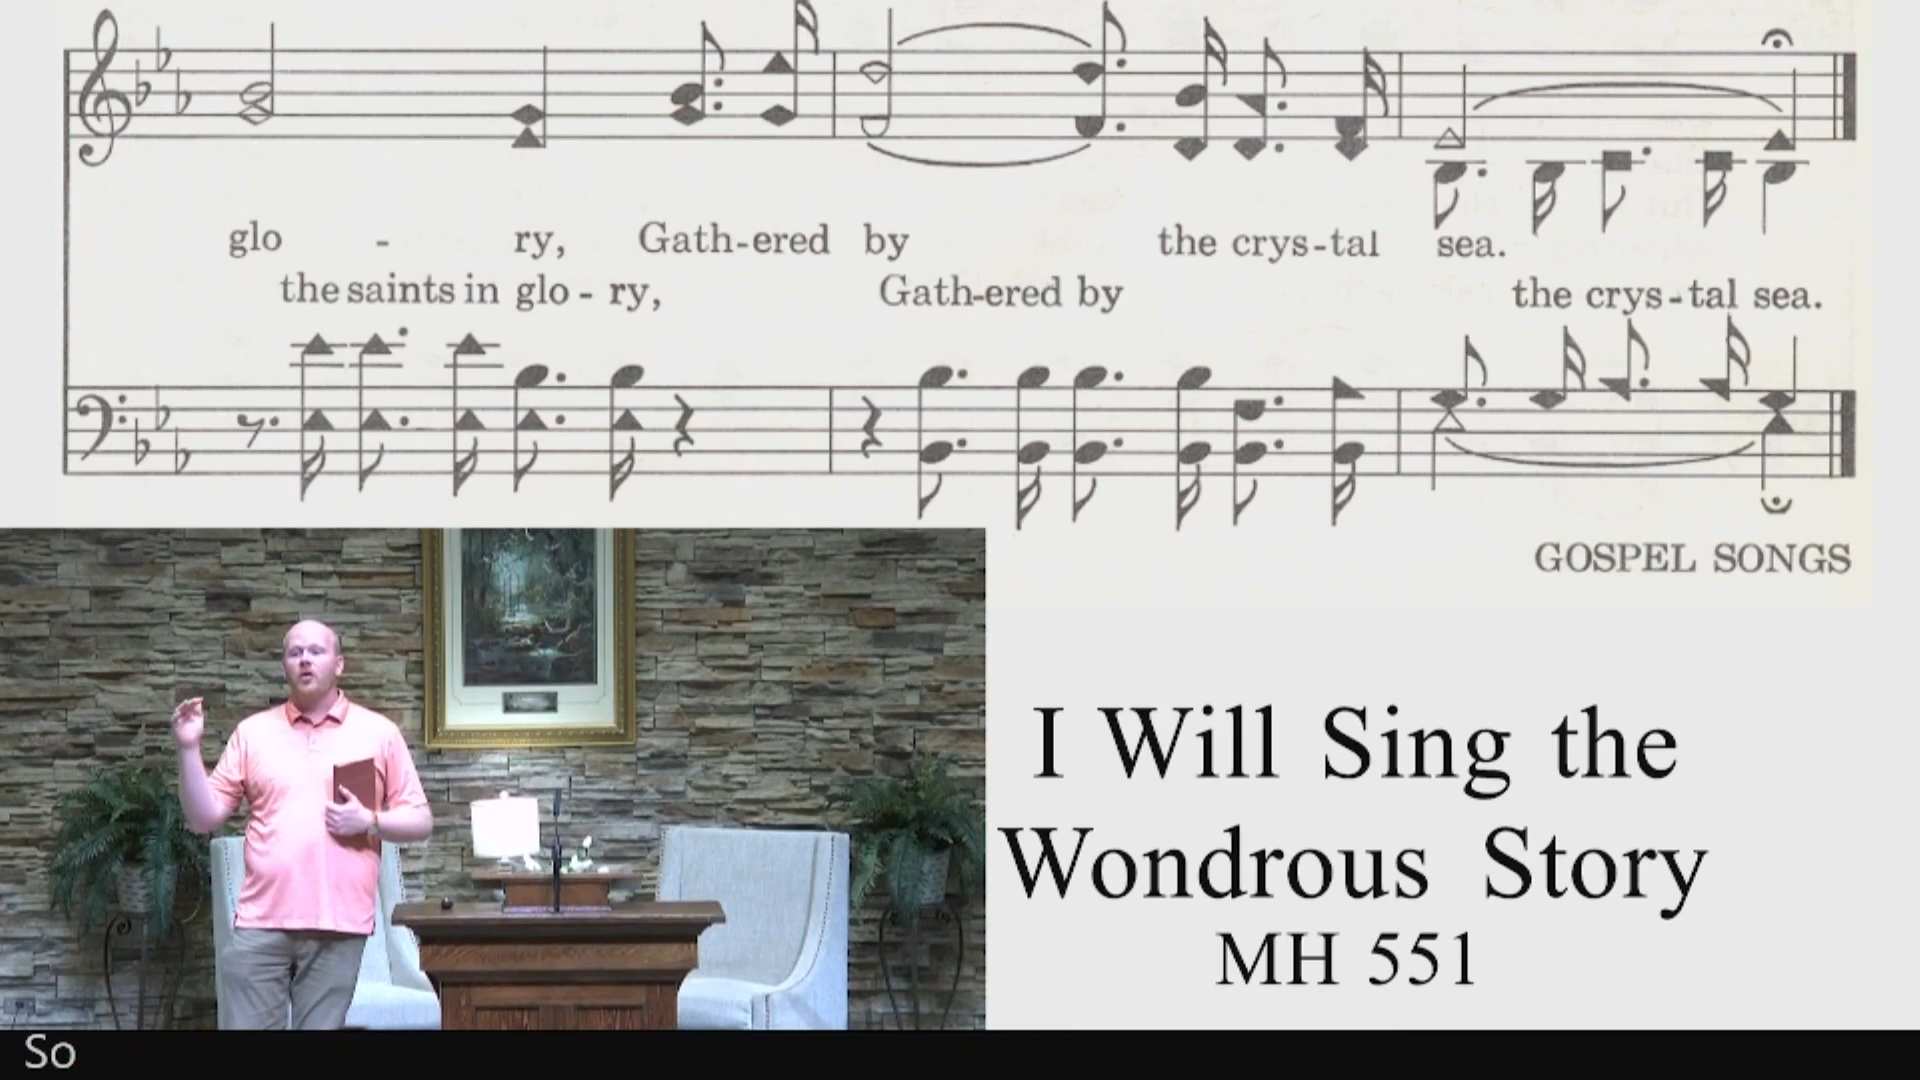 glo - ry, Gath-ered by the crys-tal sea.
the saints in glo - ry, Gath-ered by the crys-tal sea.
GOSPEL SONGS
I Will Sing the
Wondrous Story
MH 551
So